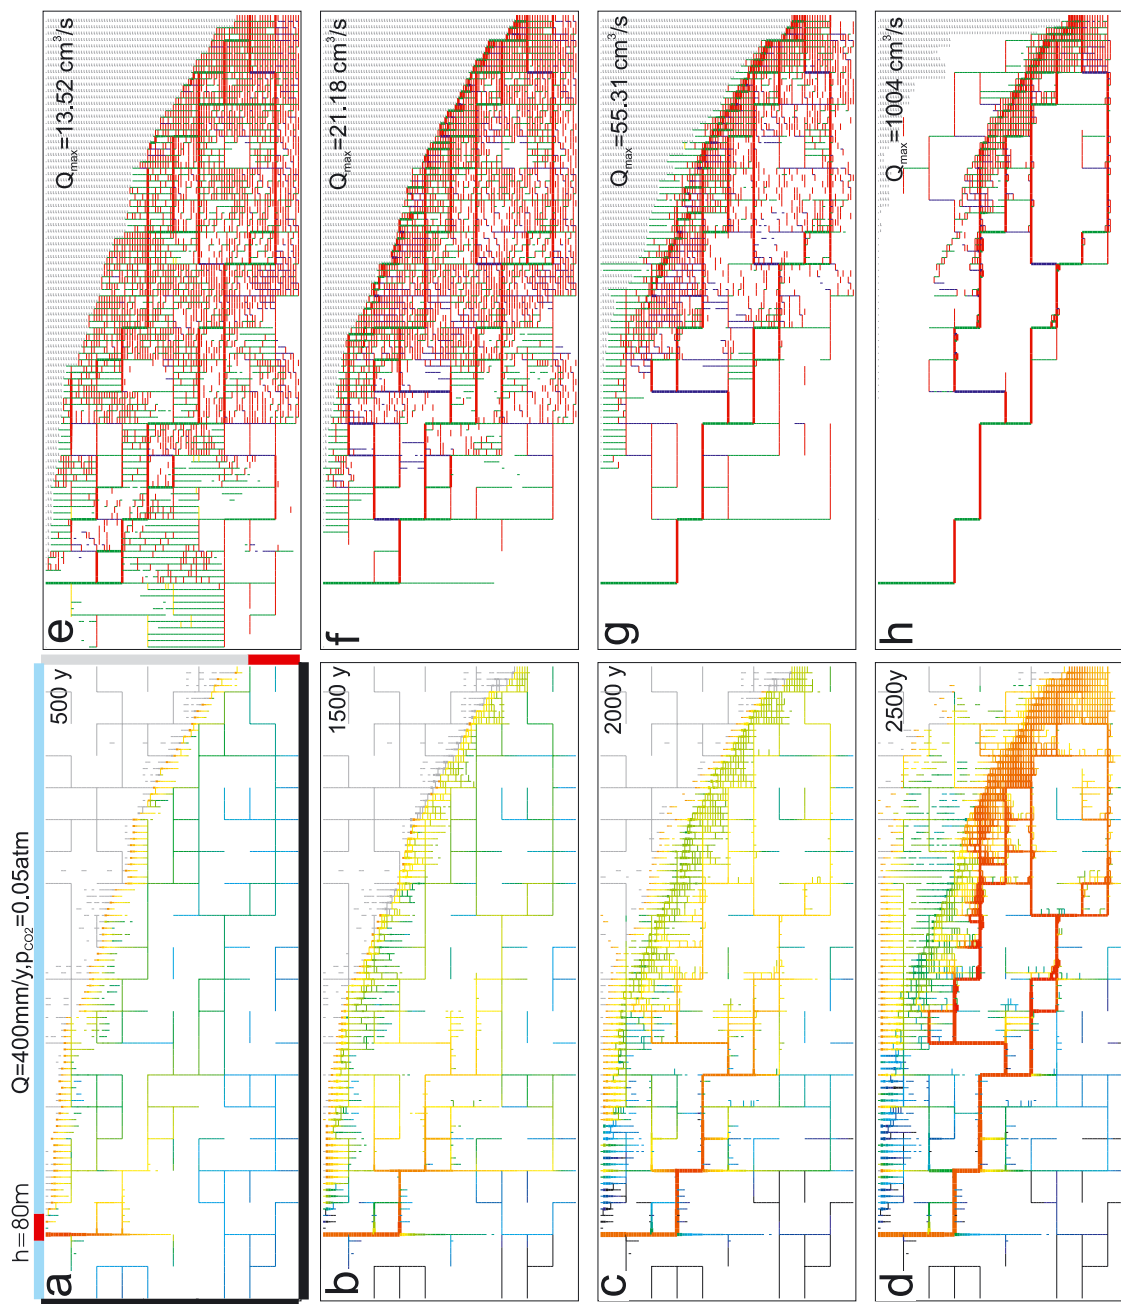 h=80m Q=400mm/y,pCO2=0.05atm
a 500 y
b 1500 y
c 2000 y
d 2500 y
e Qmax=13.52 cm³/s
f Qmax=21.18 cm³/s
g Qmax=55.31 cm³/s
h Qmax=1004 cm³/s